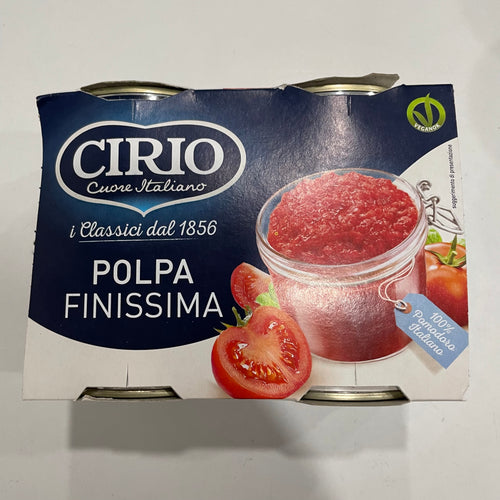 CIRIO
Cuore Italiano
i Classici dal 1856
POLPA
FINISSIMA
VEGANOK
suggerimento di presentazione
100%
Pomodoro
Italiano